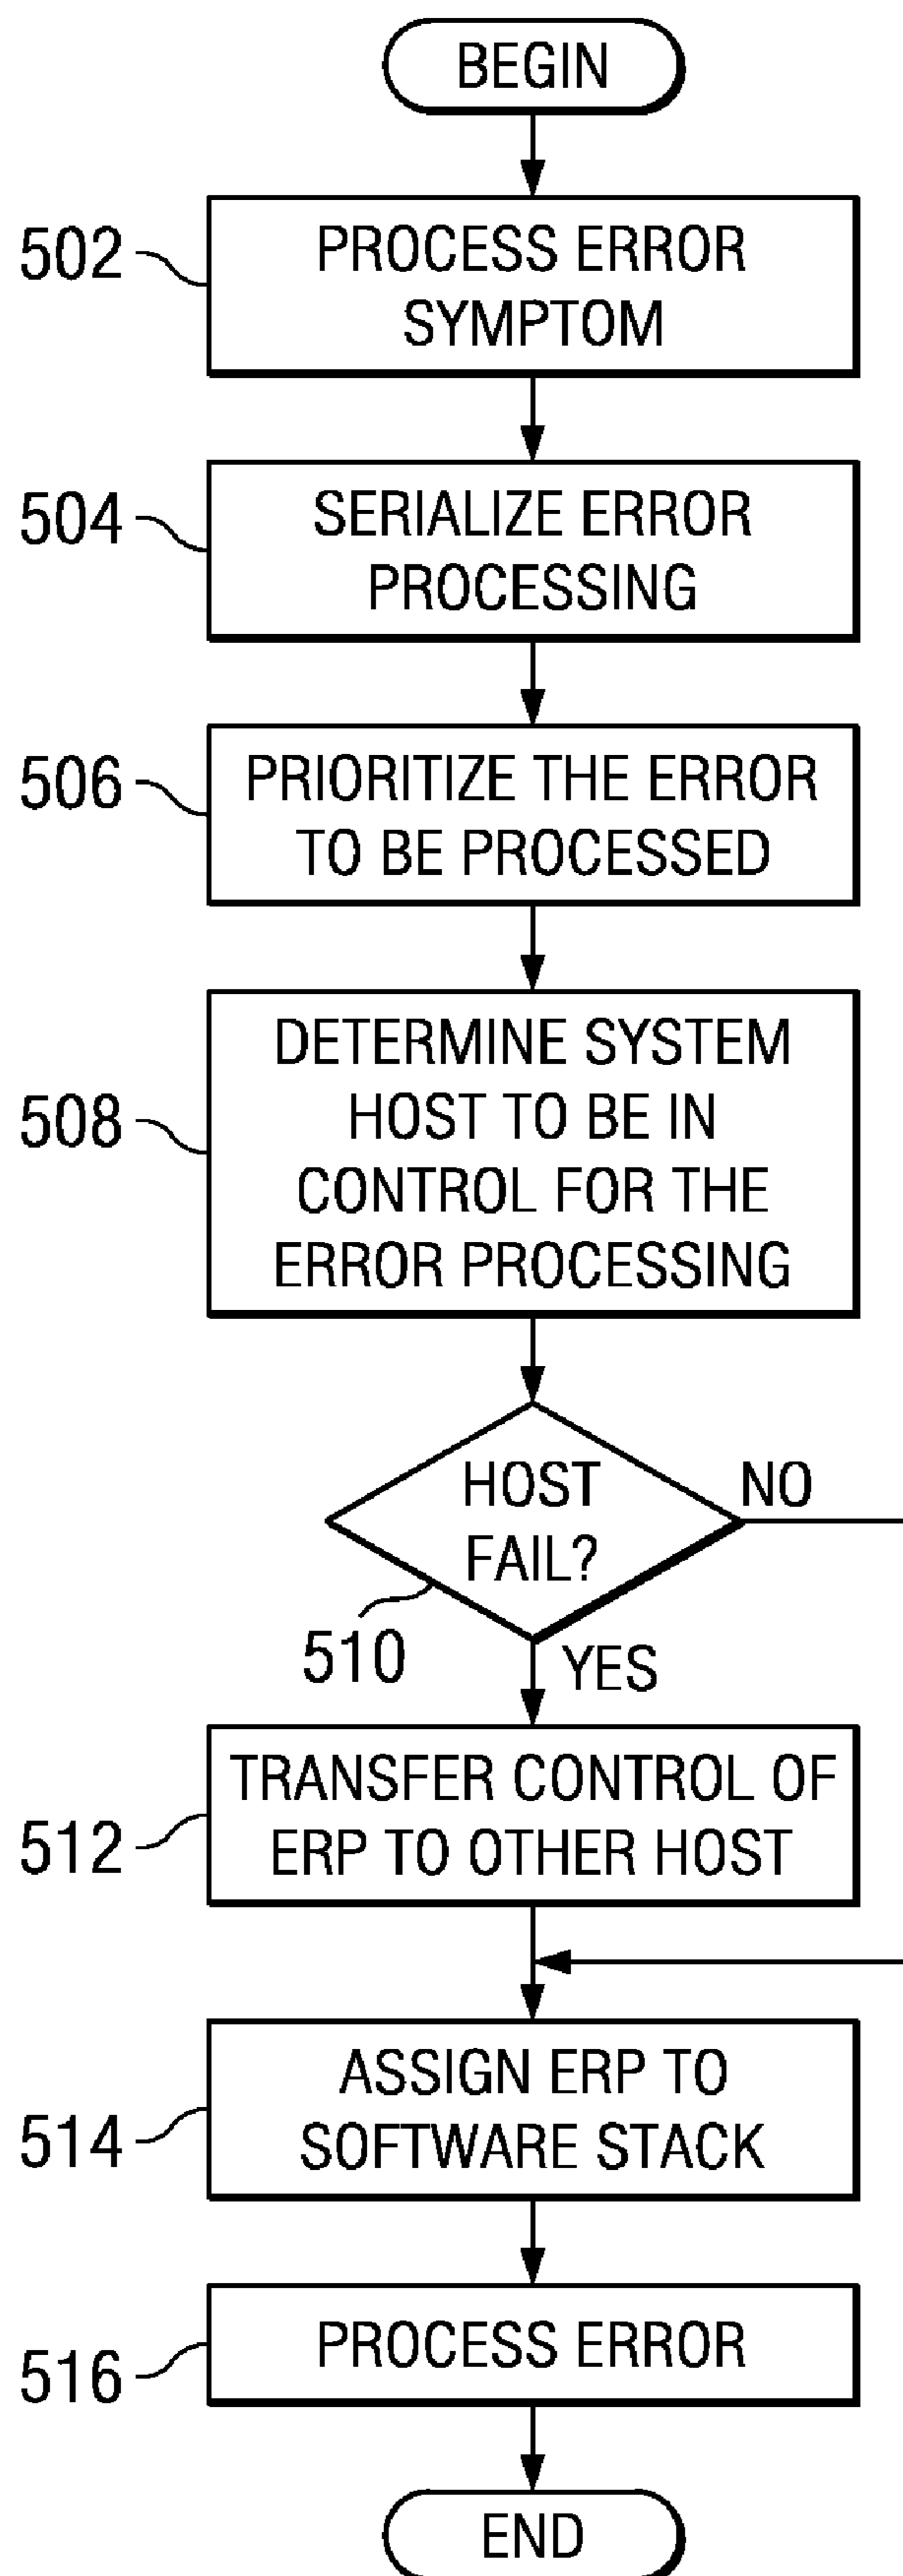 BEGIN
502
PROCESS ERROR
SYMPTOM
504
SERIALIZE ERROR
PROCESSING
506
PRIORITIZE THE ERROR
TO BE PROCESSED
508
DETERMINE SYSTEM
HOST TO BE IN
CONTROL FOR THE
ERROR PROCESSING
HOST
FAIL?
NO
510
YES
512
TRANSFER CONTROL OF
ERP TO OTHER HOST
514
ASSIGN ERP TO
SOFTWARE STACK
516
PROCESS ERROR
END